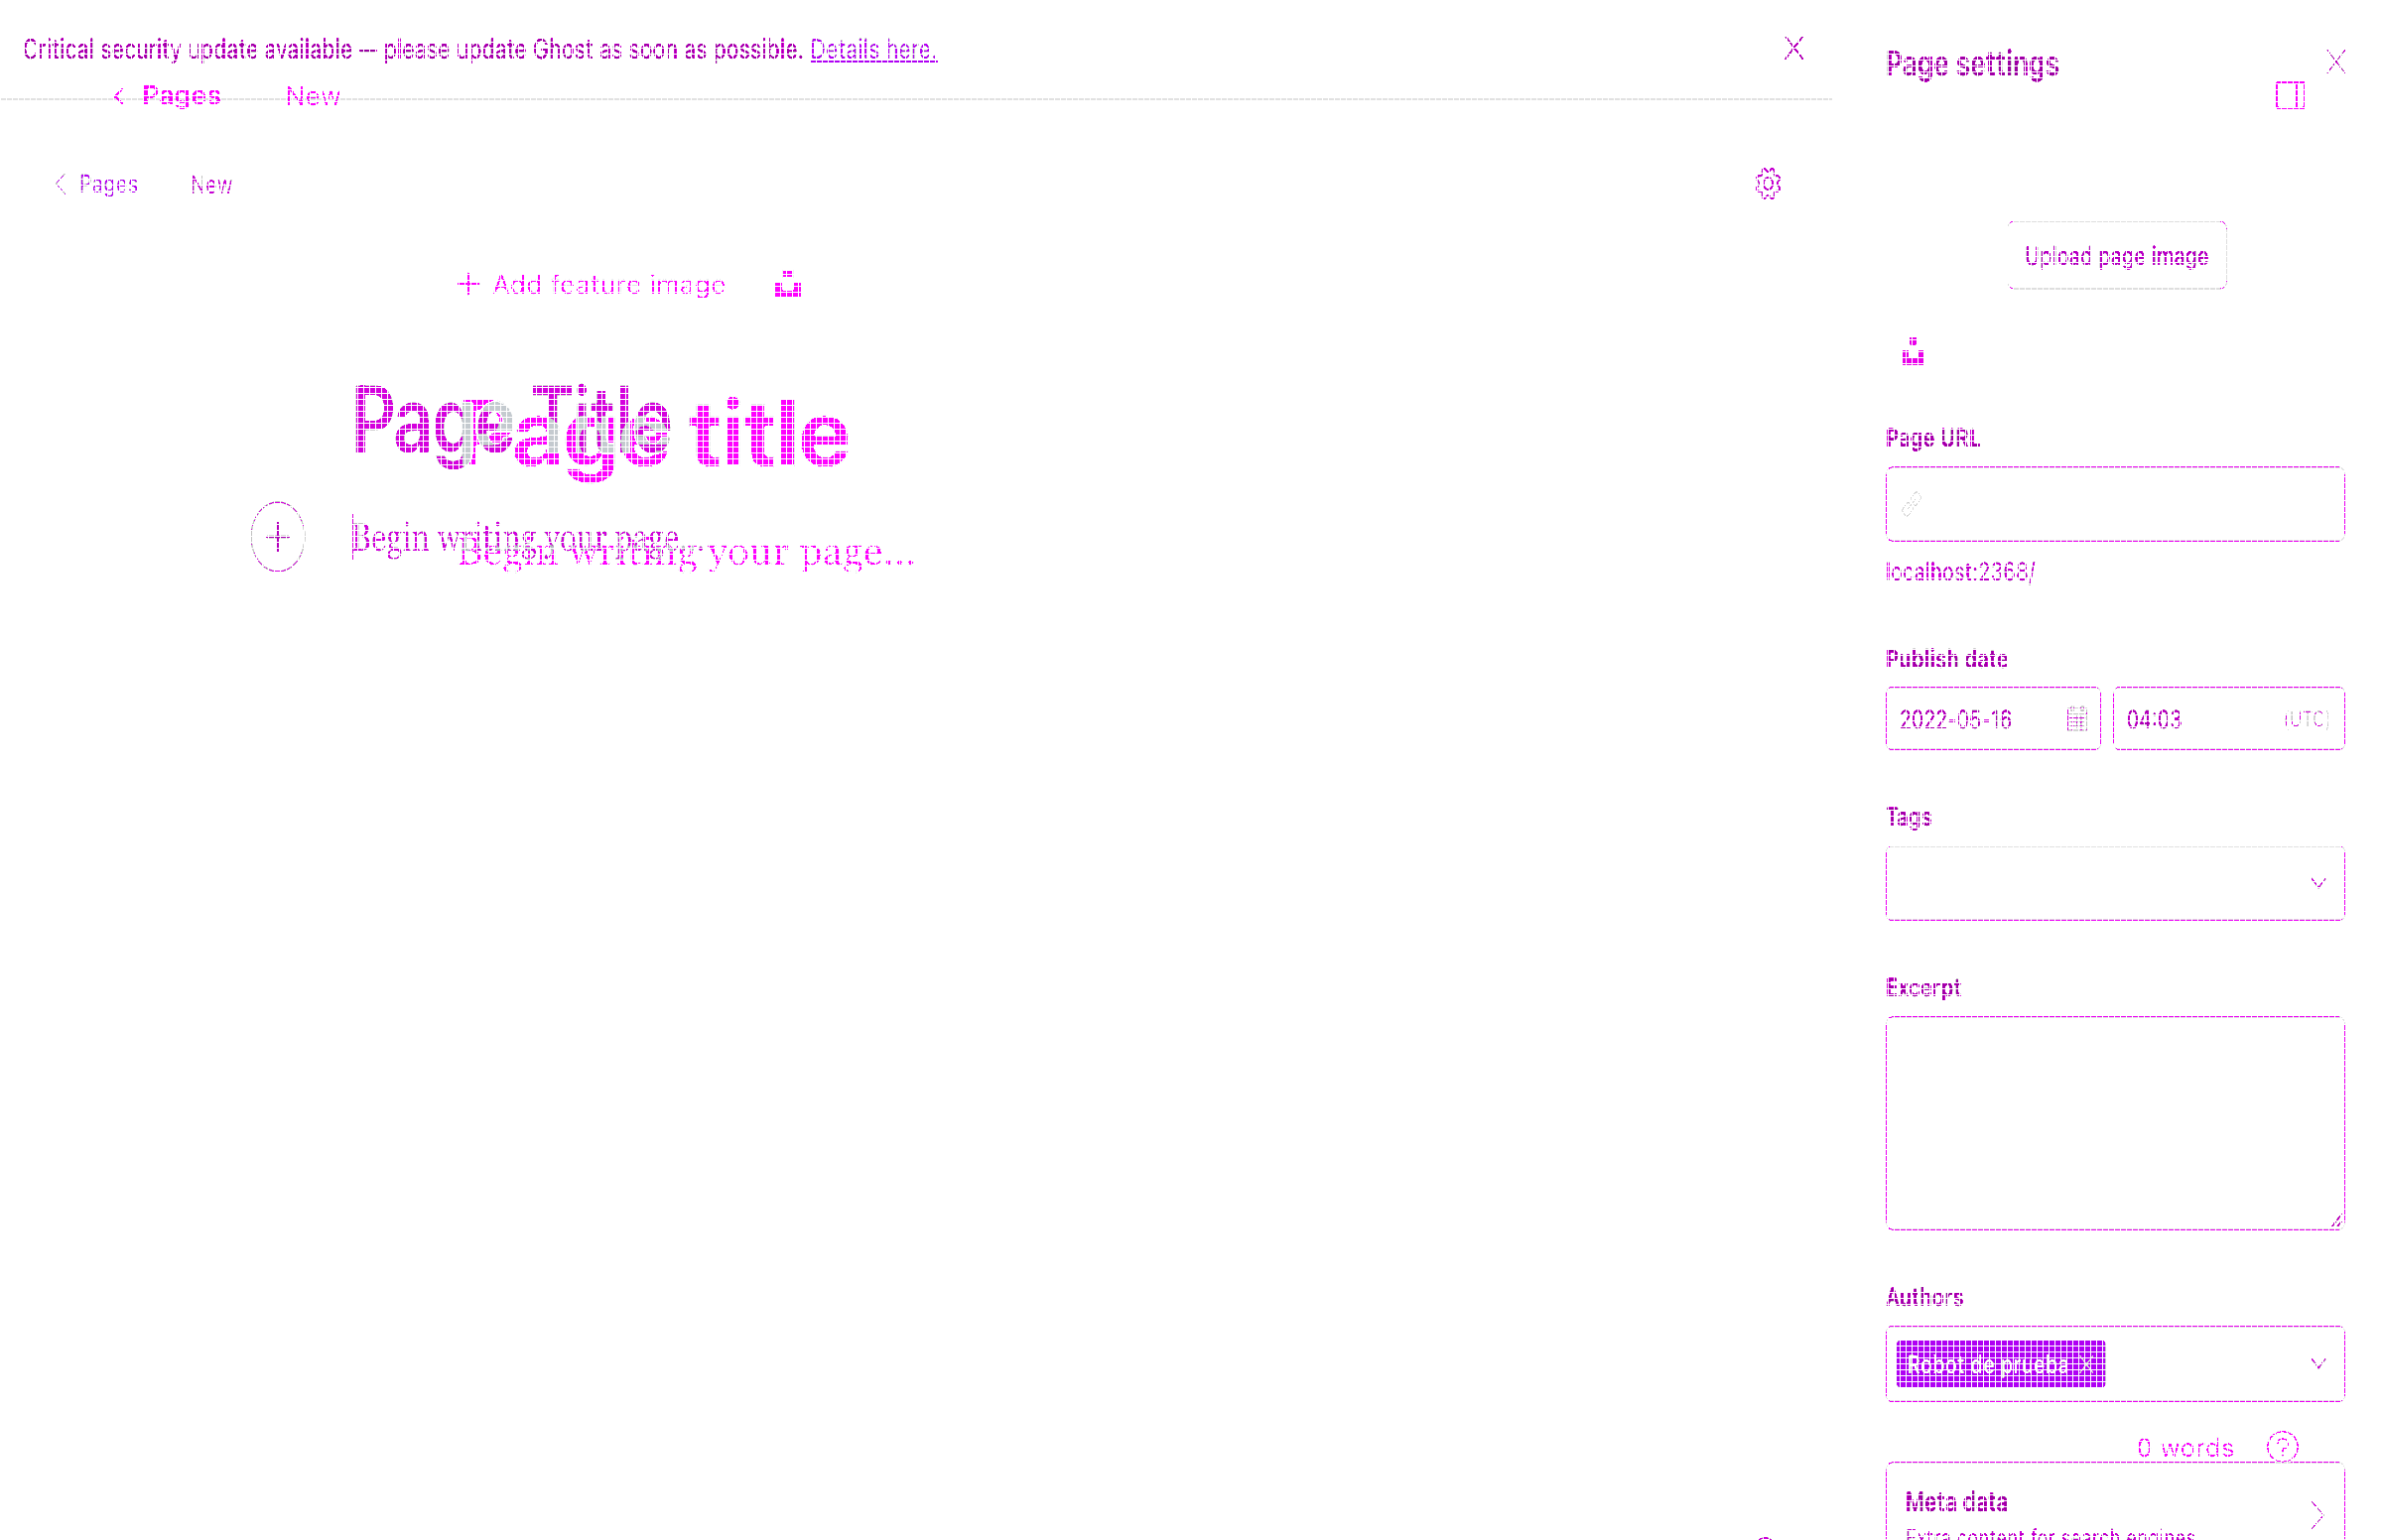 Critical security update available — please update Ghost as soon as possible. Details here.
Pages New
Pages New
Add feature image
Page Title
Page title
Begin writing your page...
Begin writing your page...
Page settings
Upload page image
Page URL
localhost:2368/
Publish date
2022-05-16 04:03 (UTC)
Tags
Excerpt
Authors
Robot de prueba
0 words
Meta data
Extra content for search engines